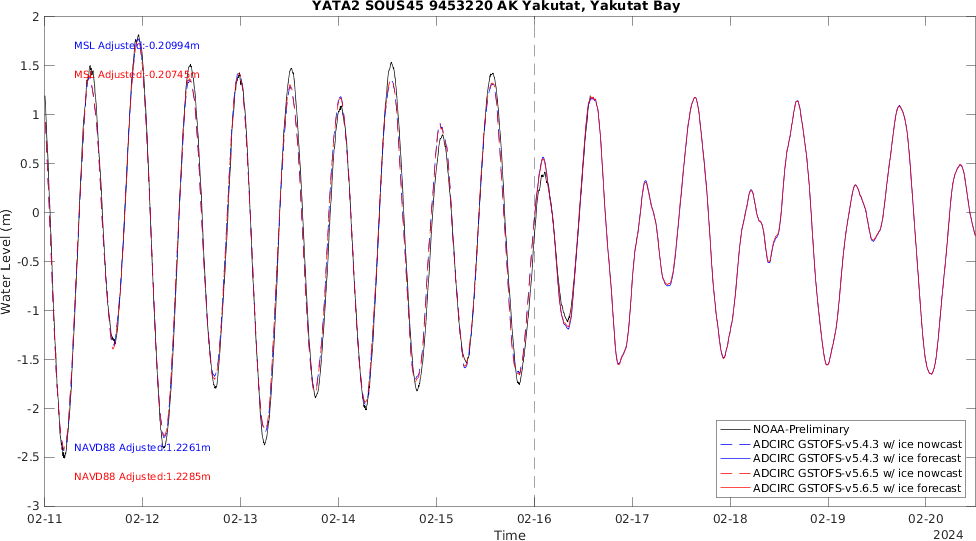 YATA2 SOUS45 9453220 AK Yakutat, Yakutat Bay
MSL Adjusted:-0.20994m
MSL Adjusted:-0.20745m
NAVD88 Adjusted:1.2261m
NAVD88 Adjusted:1.2285m
Water Level (m)
2
1.5
1
0.5
0
-0.5
-1
-1.5
-2
-2.5
-3
NOAA-Preliminary
ADCIRC GSTOFS-v5.4.3 w/ ice nowcast
ADCIRC GSTOFS-v5.4.3 w/ ice forecast
ADCIRC GSTOFS-v5.6.5 w/ ice nowcast
ADCIRC GSTOFS-v5.6.5 w/ ice forecast
02-11 02-12 02-13 02-14 02-15 02-16 02-17 02-18 02-19 02-20
Time
2024